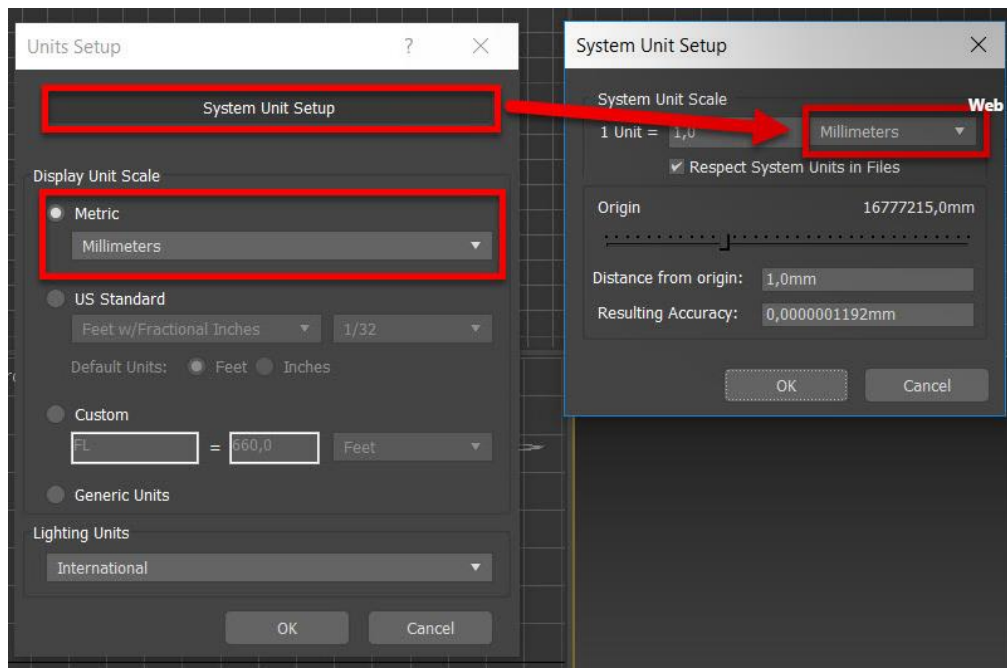 Units Setup ?
System Unit Setup
Display Unit Scale
Metric
Millimeters
US Standard
Feet w/Fractional Inches 1/32
Default Units: Feet Inches
Custom
FL = 660,0 Feet
Generic Units
Lighting Units
International
OK Cancel
System Unit Setup
System Unit Scale
Web
1 Unit = 1,0 Millimeters
Respect System Units in Files
Origin 16777215,0mm
Distance from origin: 1,0mm
Resulting Accuracy: 0,0000001192mm
OK Cancel